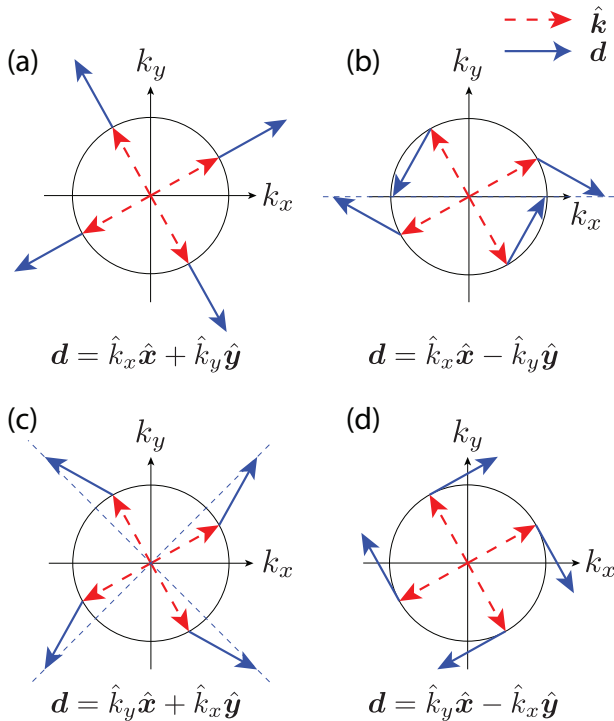 k̂
d
(a)
k_y
k_x
d = k̂_x x̂ + k̂_y ŷ
(b)
k_y
k_x
d = k̂_x x̂ − k̂_y ŷ
(c)
k_y
k_x
d = k̂_y x̂ + k̂_x ŷ
(d)
k_y
k_x
d = k̂_y x̂ − k̂_x ŷ